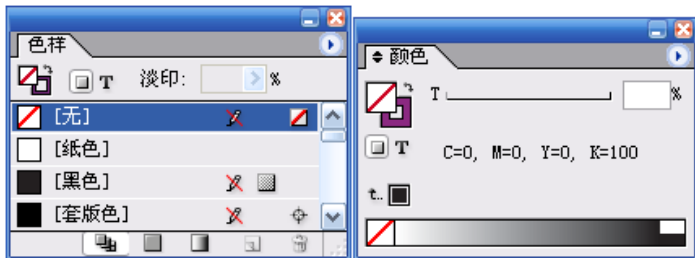 色样
T 淡印: %
[无]
[纸色]
[黑色]
[套版色]
颜色
T %
T C=0, M=0, Y=0, K=100
t..